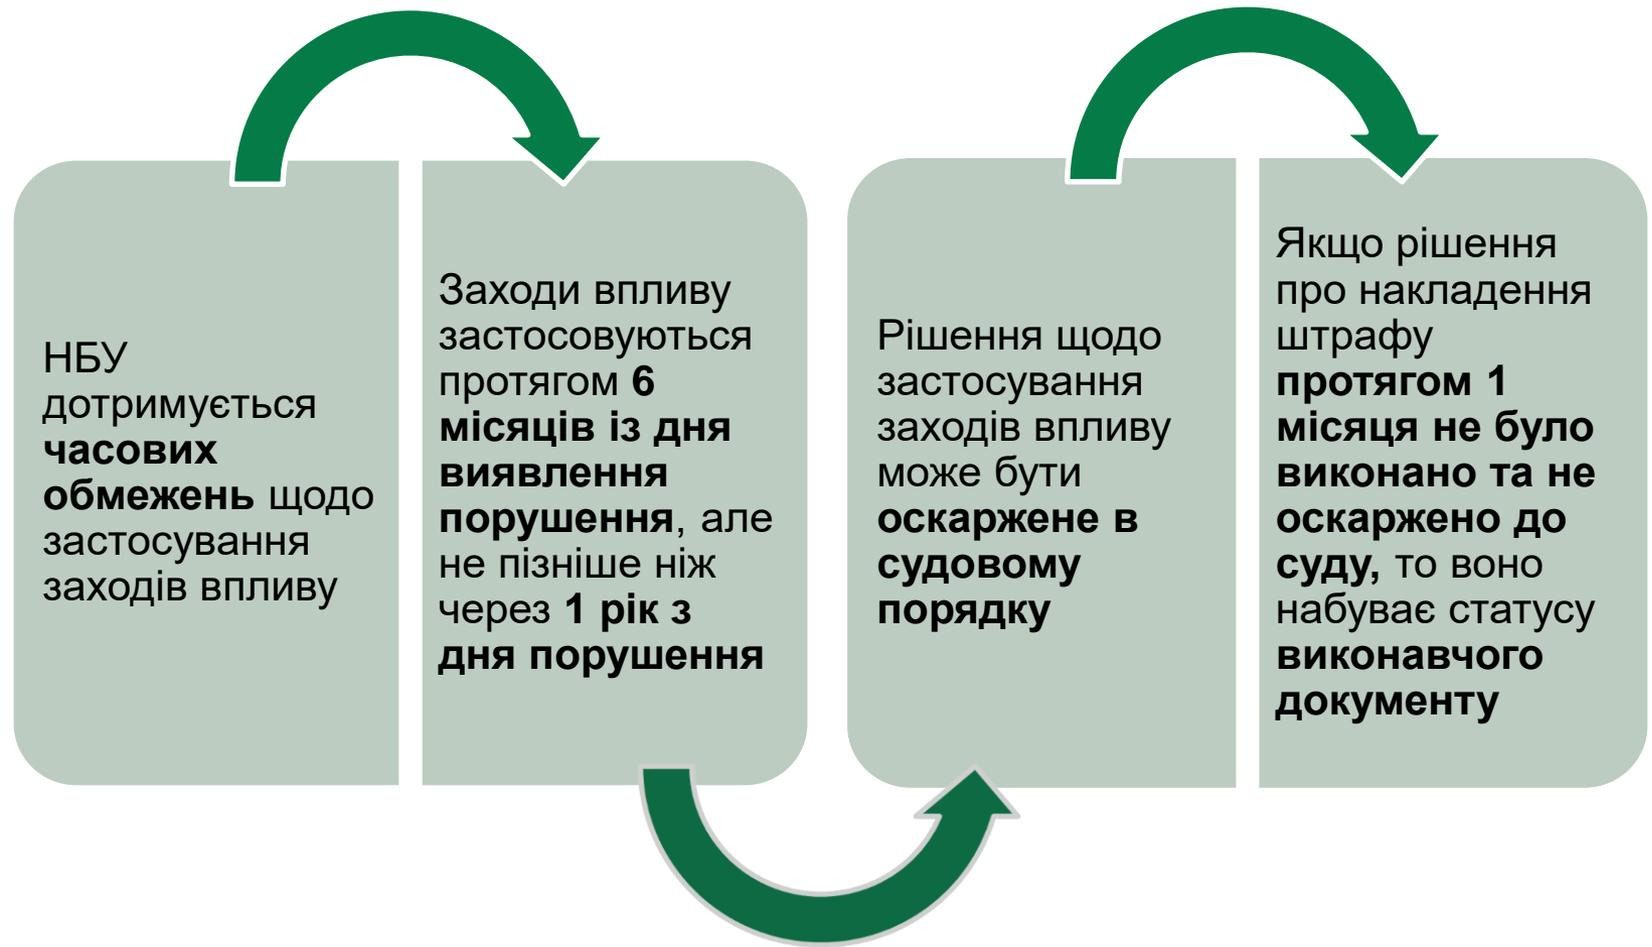 НБУ
дотримується
часових
обмежень щодо
застосування
заходів впливу
Заходи впливу
застосовуються
протягом 6
місяців із дня
виявлення
порушення, але
не пізніше ніж
через 1 рік з
дня порушення
Рішення щодо
застосування
заходів впливу
може бути
оскаржене в
судовому
порядку
Якщо рішення
про накладення
штрафу
протягом 1
місяця не було
виконано та не
оскаржено до
суду, то воно
набуває статусу
виконавчого
документу